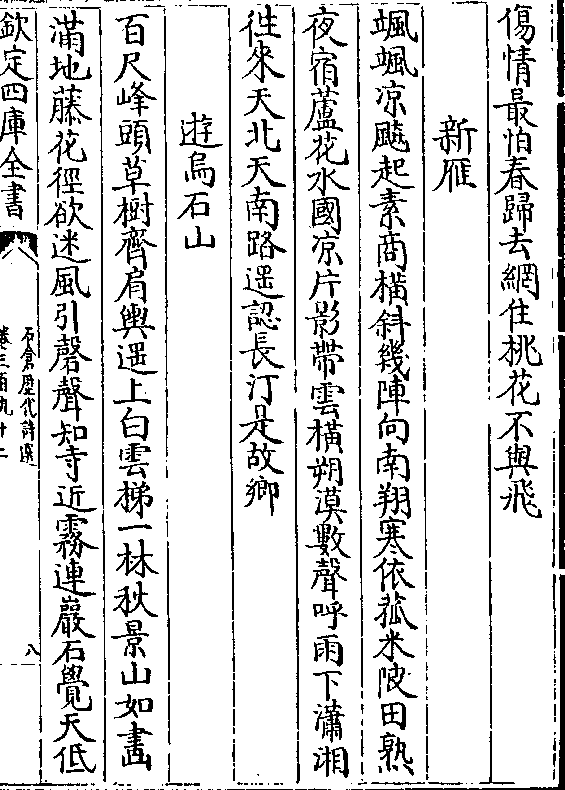 傷情最怕春歸去網住桃花不與飛
新雁
颯颯凉飈起素商橫斜幾陣向南翔寒依菰米陂田熟
夜宿蘆花水國凉片影帶雲橫朔漠數聲呼雨下瀟湘
徃來天北天南路遥認長汀是故鄉
遊烏石山
百尺峰頭草樹齊肩輿遥上白雲梯一林秋景山如畫
滿地藤花徑欲迷風引磬聲知寺近霧連巖石覺天低
欽定四庫全書
石倉歷代詩選
卷三百九十二
八